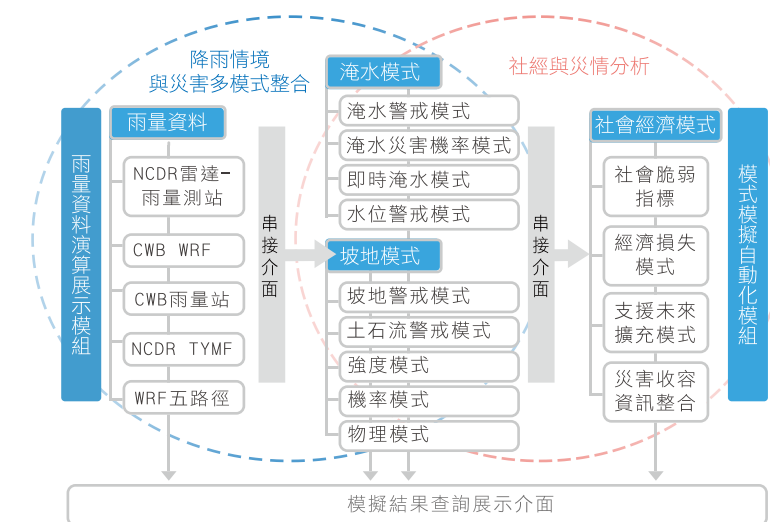 降雨情境
與災害多模式整合
社經與災情分析
雨量資料演算展示模組
雨量資料
NCDR雷達-
雨量測站
CWB WRF
CWB雨量站
NCDR TYMF
WRF五路徑
串接介面
淹水模式
淹水警戒模式
淹水災害機率模式
即時淹水模式
水位警戒模式
坡地模式
坡地警戒模式
土石流警戒模式
強度模式
機率模式
物理模式
串接介面
社會經濟模式
社會脆弱
指標
經濟損失
模式
支援未來
擴充模式
災害收容
資訊整合
模式模擬自動化模組
模擬結果查詢展示介面